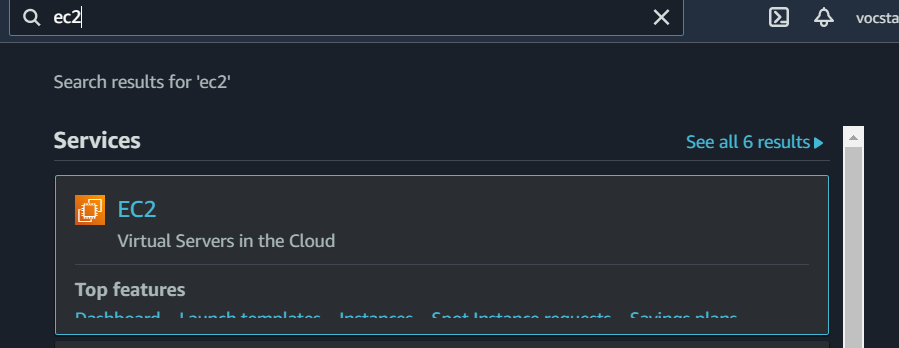 ec2
vocsta
Search results for 'ec2'
Services
See all 6 results
EC2
Virtual Servers in the Cloud
Top features
Dashboard Launch templates Instances Spot Instance requests Savings plans